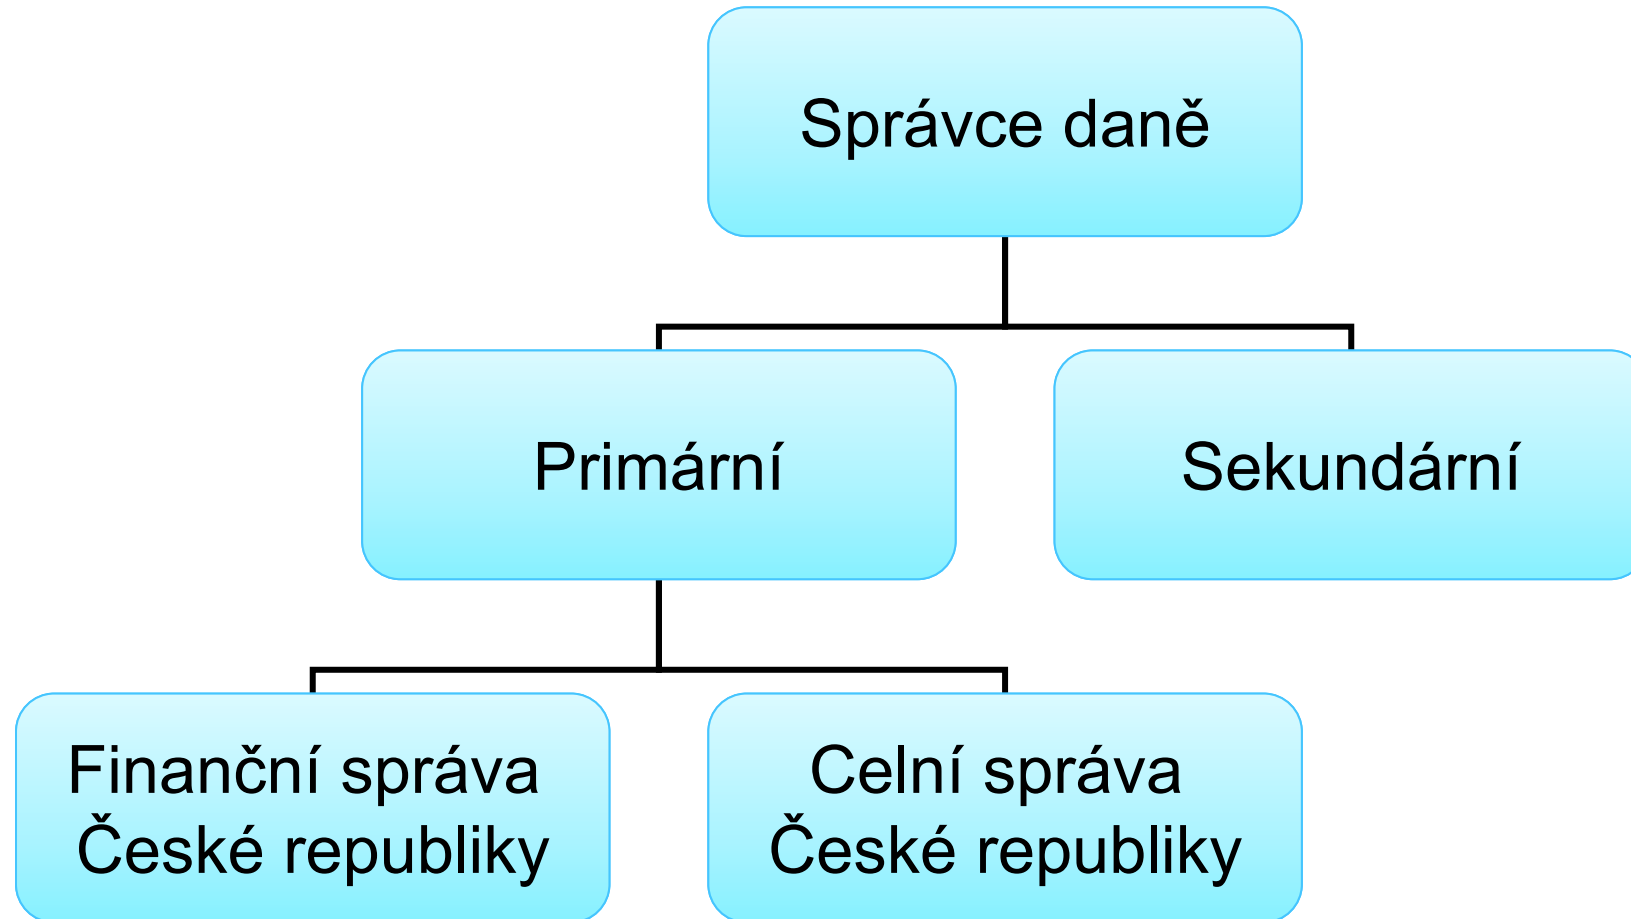 Správce daně
Primární
Sekundární
Finanční správa
České republiky
Celní správa
České republiky